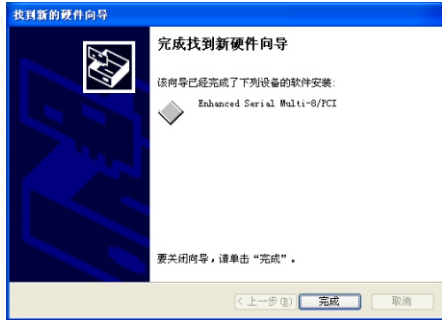 找到新的硬件向导
完成找到新硬件向导
该向导已经完成了下列设备的软件安装:
Enhanced Serial Multi-8/PCI
要关闭向导，请单击“完成”。
< 上一步(B)
完成
取消